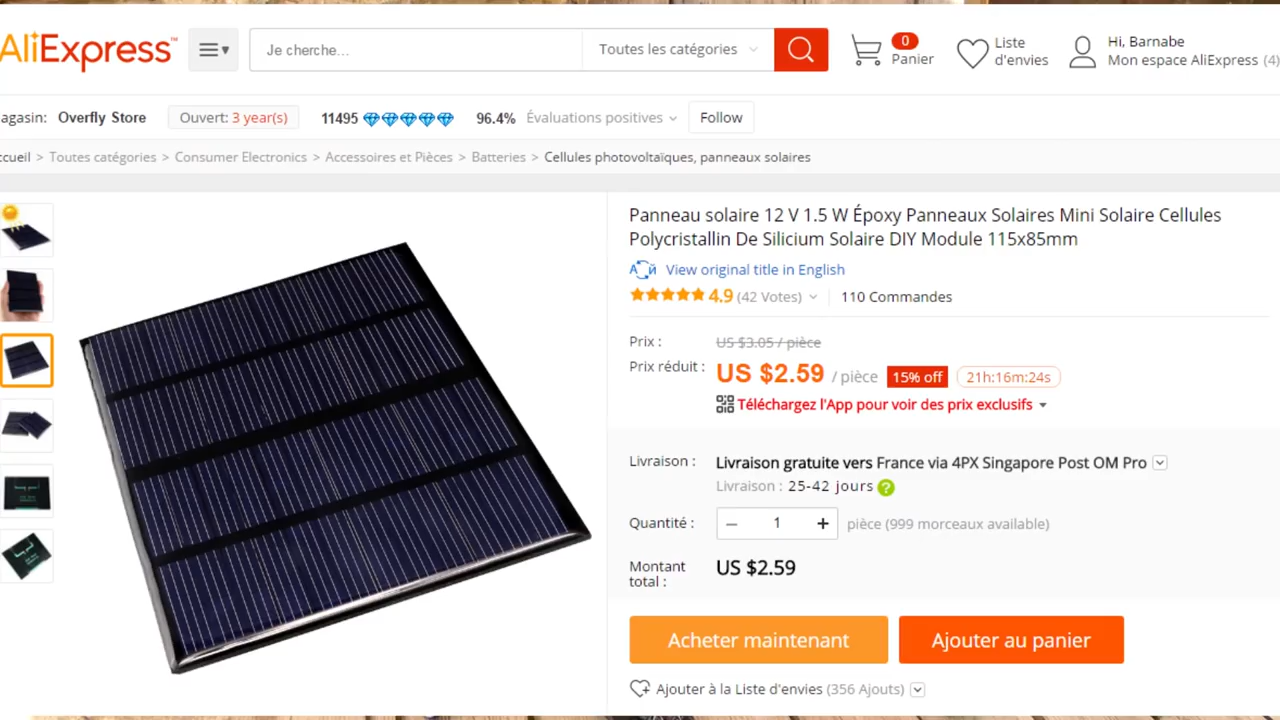 AliExpress™
Je cherche...
Toutes les catégories
0
Panier
Liste
d'envies
Hi, Barnabe
Mon espace AliExpress (4)
agasin: Overfly Store
Ouvert: 3 year(s)
11495
96.4% Évaluations positives
Follow
ccueil > Toutes catégories > Consumer Electronics > Accessoires et Pièces > Batteries > Cellules photovoltaïques, panneaux solaires
Panneau solaire 12 V 1.5 W Époxy Panneaux Solaires Mini Solaire Cellules
Polycristallin De Silicium Solaire DIY Module 115x85mm
View original title in English
4.9 (42 Votes)
110 Commandes
Prix :
US $3.05 / pièce
Prix réduit :
US $2.59 / pièce
15% off
21h:16m:24s
Téléchargez l'App pour voir des prix exclusifs
Livraison :
Livraison gratuite vers France via 4PX Singapore Post OM Pro
Livraison : 25-42 jours ?
Quantité :
– 1 +
pièce (999 morceaux available)
Montant
total :
US $2.59
Acheter maintenant
Ajouter au panier
Ajouter à la Liste d'envies (356 Ajouts)